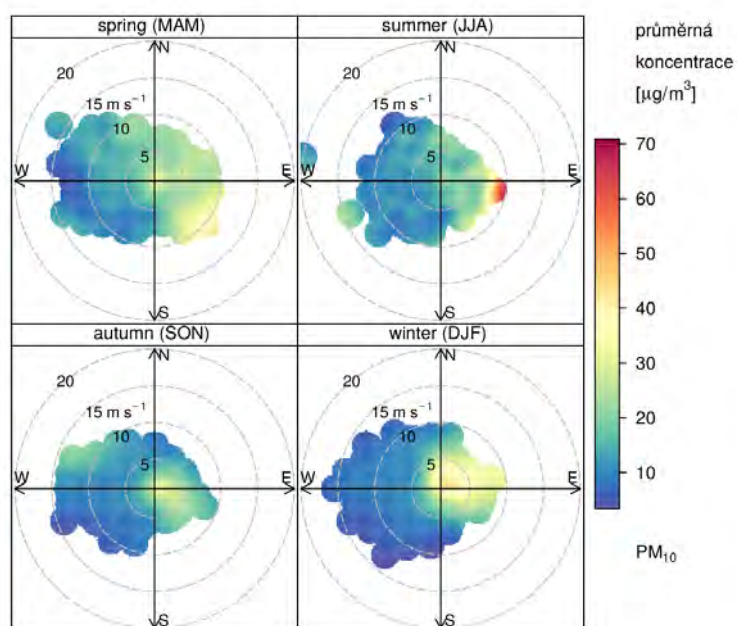 spring (MAM)
N
20
15 m s⁻¹
10
5
W
E
S
summer (JJA)
N
20
15 m s⁻¹
10
5
W
E
S
autumn (SON)
N
20
15 m s⁻¹
10
5
W
E
S
winter (DJF)
N
20
15 m s⁻¹
10
5
W
E
S
průměrná
koncentrace
[µg/m³]
70
60
50
40
30
20
10
PM₁₀